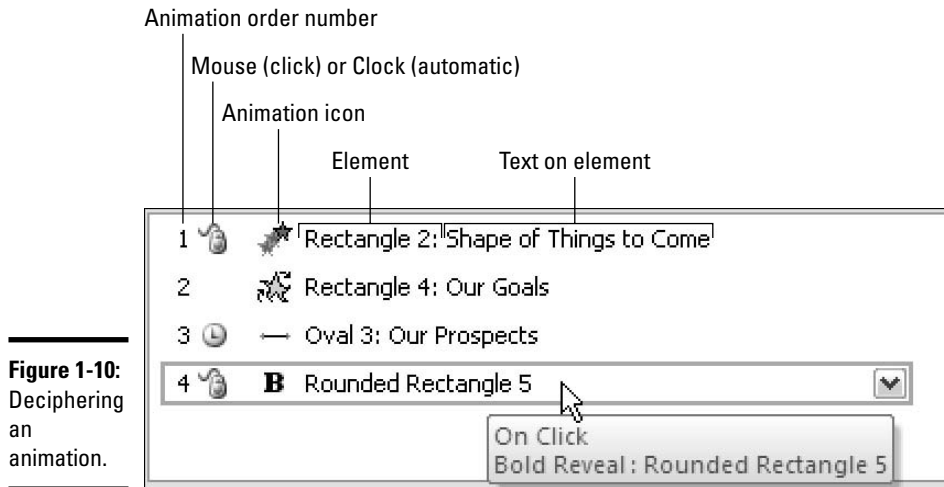 Animation order number
Mouse (click) or Clock (automatic)
Animation icon
Element
Text on element
1 Rectangle 2: Shape of Things to Come
2 Rectangle 4: Our Goals
3 Oval 3: Our Prospects
4 B Rounded Rectangle 5
On Click
Bold Reveal : Rounded Rectangle 5
Figure 1-10:
Deciphering
an
animation.